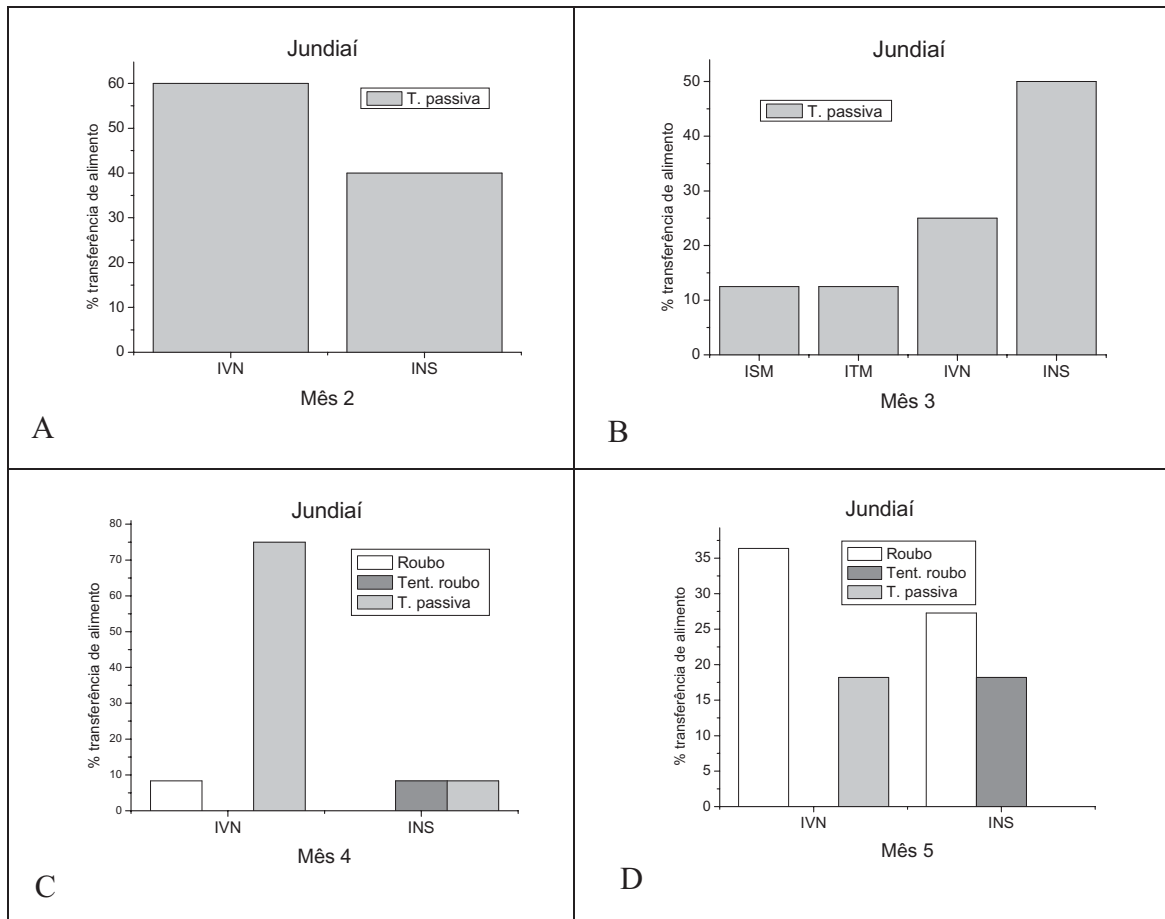 Jundiaí
T. passiva
% transferência de alimento
60
50
40
30
20
10
0
IVN INS
Mês 2
A
Jundiaí
T. passiva
% transferência de alimento
50
40
30
20
10
0
ISM ITM IVN INS
Mês 3
B
Jundiaí
Roubo
Tent. roubo
T. passiva
% transferência de alimento
80
70
60
50
40
30
20
10
0
IVN INS
Mês 4
C
Jundiaí
Roubo
Tent. roubo
T. passiva
% transferência de alimento
35
30
25
20
15
10
5
0
IVN INS
Mês 5
D